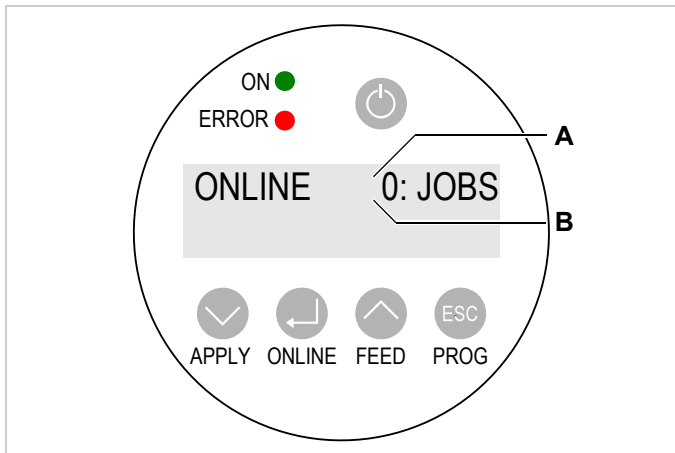 ON
ERROR
A
ONLINE 0: JOBS
B
ESC
APPLY ONLINE FEED PROG